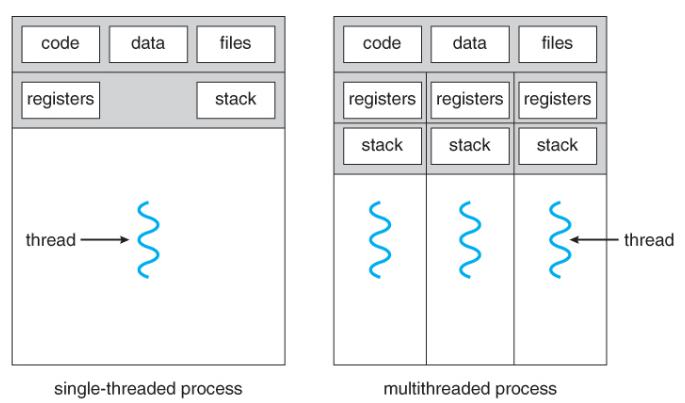 code data files
registers stack
thread
single-threaded process
code data files
registers registers registers
stack stack stack
thread
multithreaded process